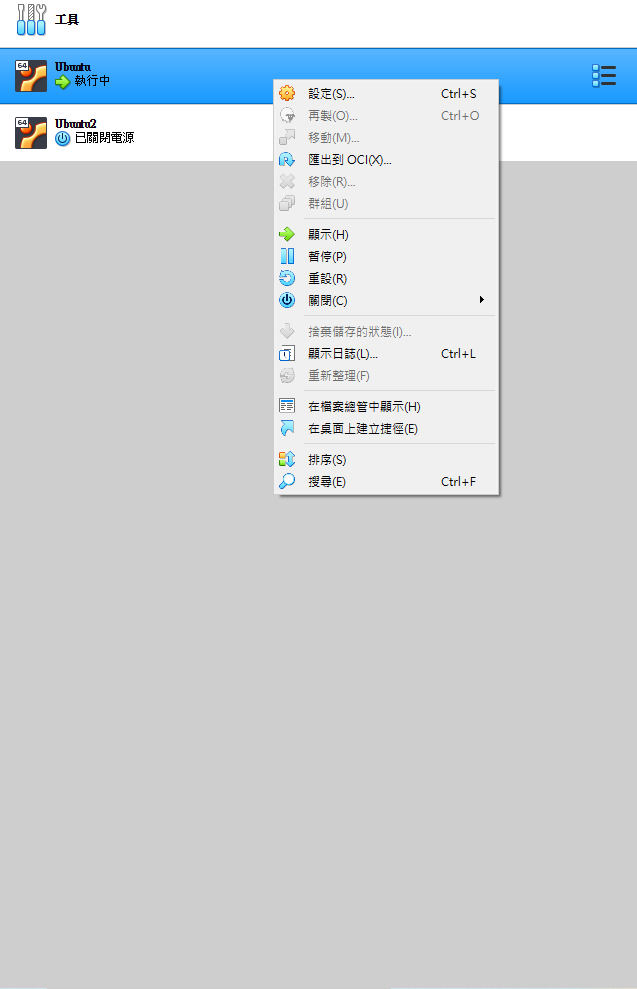 工具
64
Ubuntu
執行中
64
Ubuntu2
已關閉電源
設定(S)... Ctrl+S
再製(O)... Ctrl+O
移動(M)...
匯出到 OCI(X)...
移除(R)...
群組(U)
顯示(H)
暫停(P)
重設(R)
關閉(C)
捨棄儲存的狀態(I)...
顯示日誌(L)... Ctrl+L
重新整理(F)
在檔案總管中顯示(H)
在桌面上建立捷徑(E)
排序(S)
搜尋(E) Ctrl+F